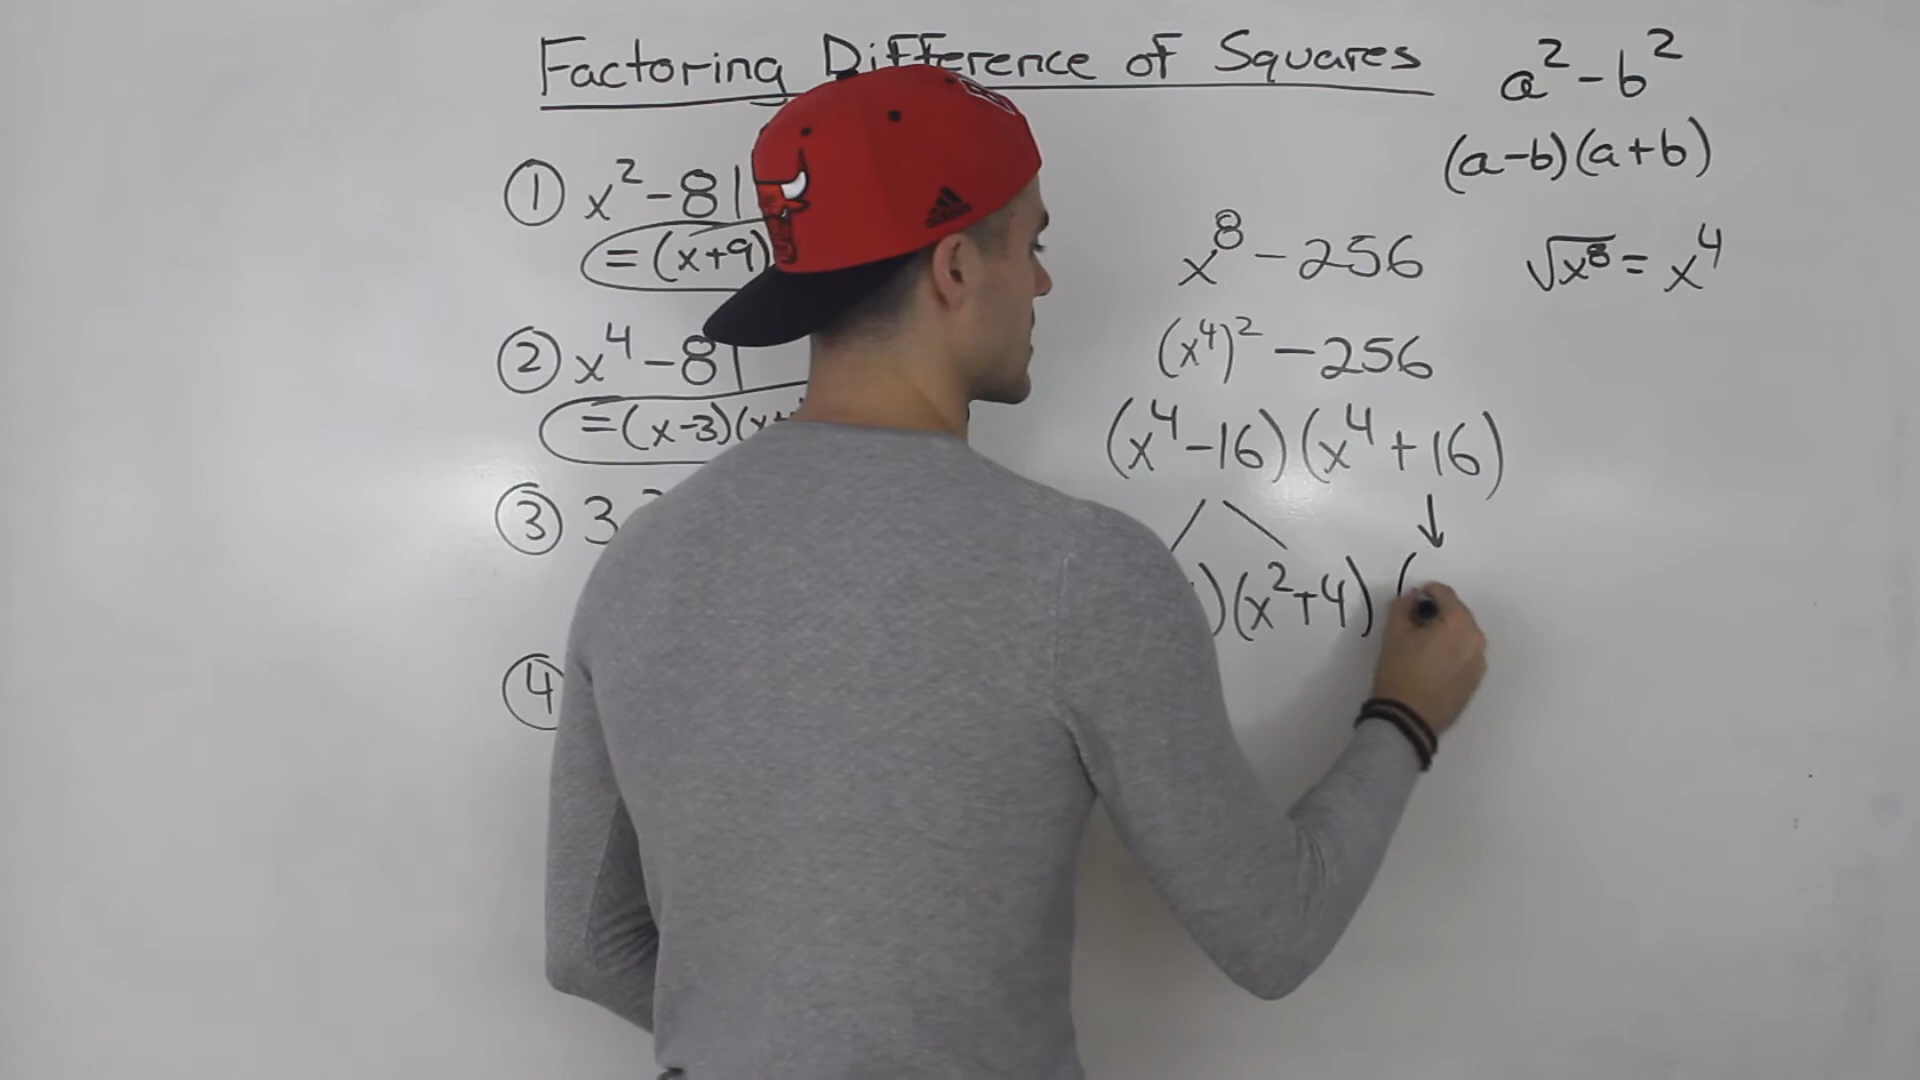 Factoring Difference of Squares
a² - b²
(a-b)(a+b)
① x² - 81
= (x+9)
② x⁴ - 81
= (x-3)(x+
③ 3
④
x⁸ - 256
√x⁸ = x⁴
(x⁴)² - 256
(x⁴-16)(x⁴+16)
)(x²+4)(